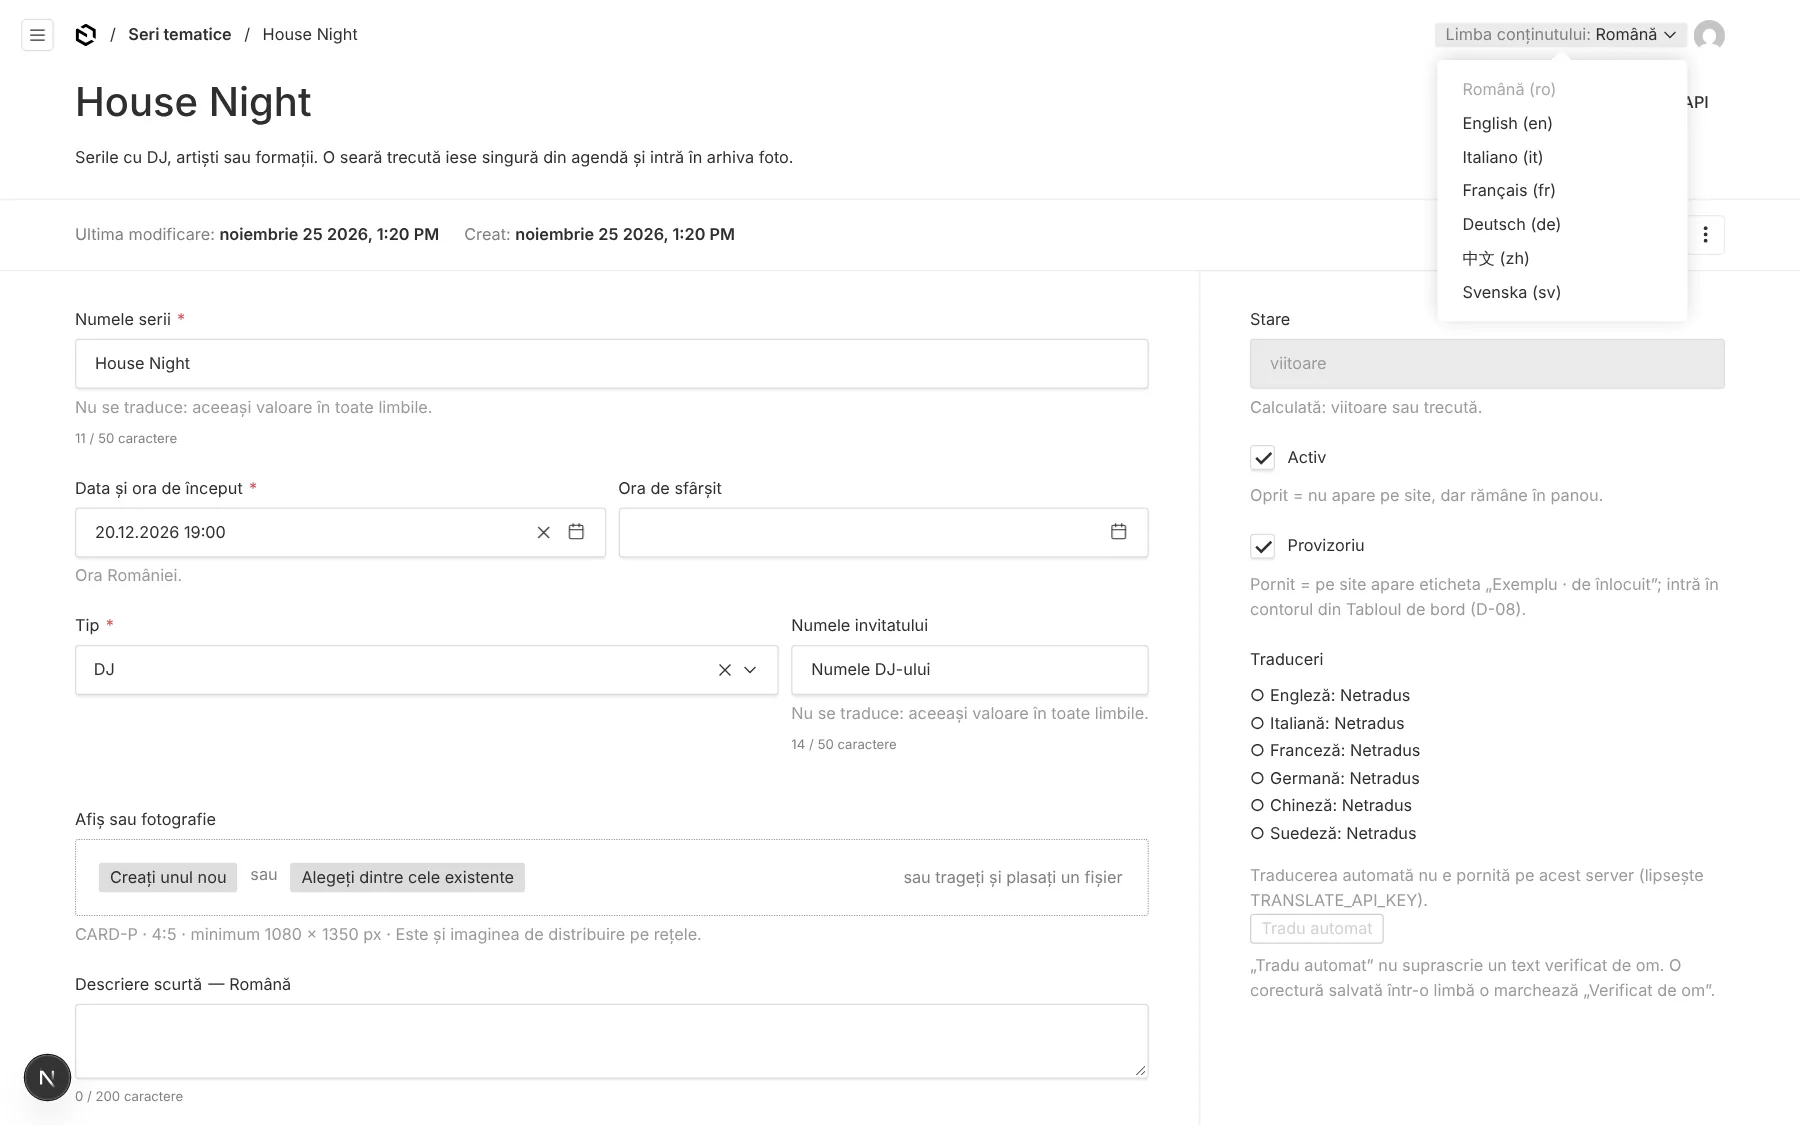 / Seri tematice / House Night
Limba conținutului: Română
House Night
Română (ro)
English (en)
Italiano (it)
Français (fr)
Deutsch (de)
中文 (zh)
Svenska (sv)
API
Serile cu DJ, artiști sau formații. O seară trecută iese singură din agendă și intră în arhiva foto.
Ultima modificare: noiembrie 25 2026, 1:20 PM Creat: noiembrie 25 2026, 1:20 PM
Numele serii *
House Night
Nu se traduce: aceeași valoare în toate limbile.
11 / 50 caractere
Data și ora de început *
20.12.2026 19:00
Ora României.
Ora de sfârșit
Tip *
DJ
Numele invitatului
Numele DJ-ului
Nu se traduce: aceeași valoare în toate limbile.
14 / 50 caractere
Afiș sau fotografie
Creați unul nou sau Alegeți dintre cele existente sau trageți și plasați un fișier
CARD-P · 4:5 · minimum 1080 × 1350 px · Este și imaginea de distribuire pe rețele.
Descriere scurtă — Română
0 / 200 caractere
N
Stare
viitoare
Calculată: viitoare sau trecută.
Activ
Oprit = nu apare pe site, dar rămâne în panou.
Provizoriu
Pornit = pe site apare eticheta „Exemplu · de înlocuit”; intră în
contorul din Tabloul de bord (D-08).
Traduceri
Engleză: Netradus
Italiană: Netradus
Franceză: Netradus
Germană: Netradus
Chineză: Netradus
Suedeză: Netradus
Traducerea automată nu e pornită pe acest server (lipsește
TRANSLATE_API_KEY).
Tradu automat
„Tradu automat” nu suprascrie un text verificat de om. O
corectură salvată într-o limbă o marchează „Verificat de om”.